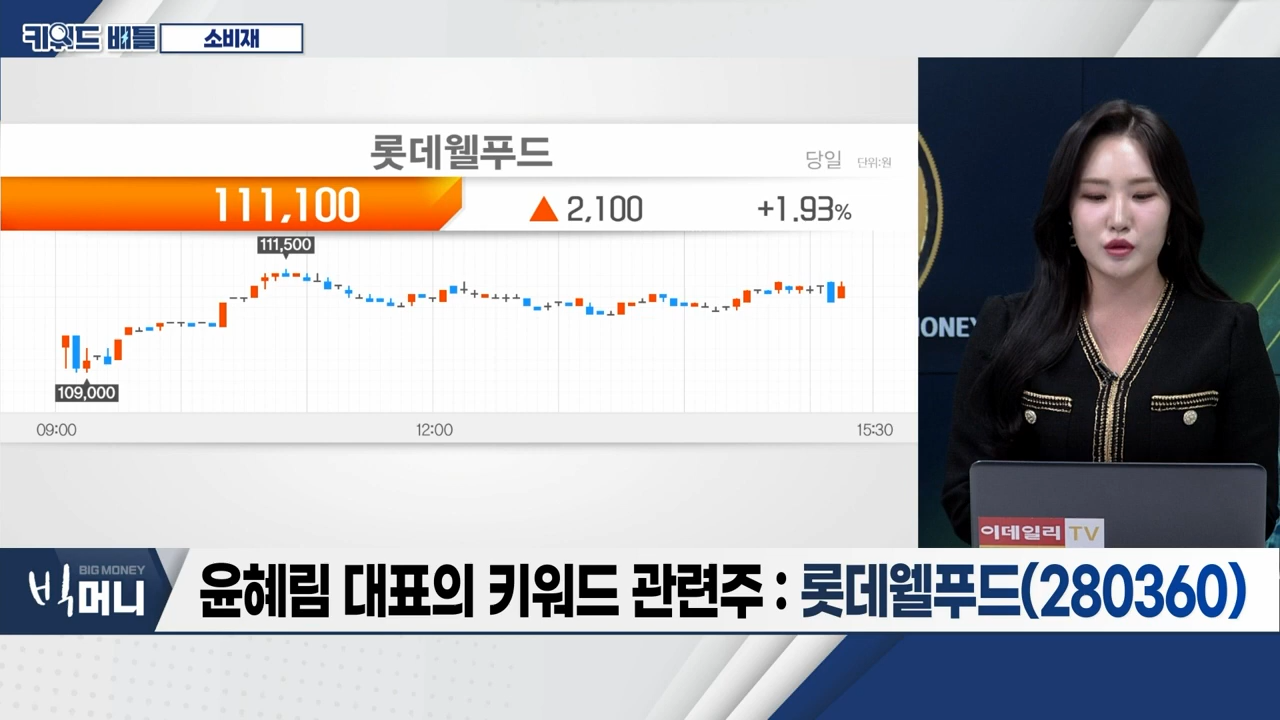 키워드 배틀
소비재
롯데웰푸드
당일 단위:원
111,100
▲ 2,100
+1.93%
111,500
109,000
09:00
12:00
15:30
ONEY
이데일리 TV
BIG MONEY
빅머니
윤혜림 대표의 키워드 관련주 : 롯데웰푸드(280360)